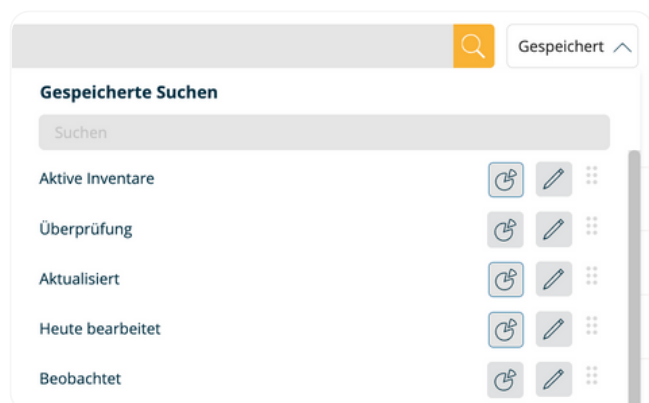 Gespeichert
Gespeicherte Suchen
Suchen
Aktive Inventare
Überprüfung
Aktualisiert
Heute bearbeitet
Beobachtet